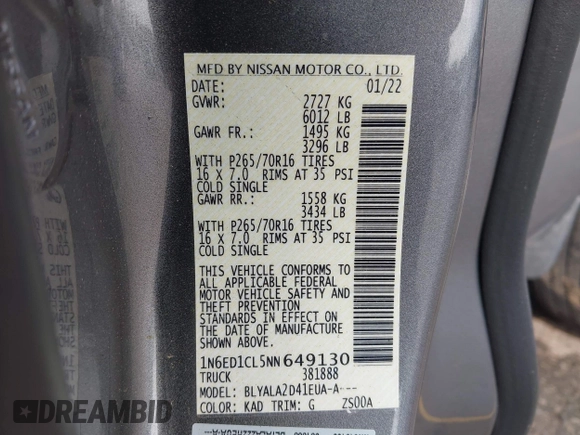 MFD BY NISSAN MOTOR CO., LTD.
DATE: 01/22
GVWR: 2727 KG
6012 LB
GAWR FR.: 1495 KG
3296 LB
WITH P265/70R16 TIRES
16 X 7.0 RIMS AT 35 PSI
COLD SINGLE
GAWR RR.: 1558 KG
3434 LB
WITH P265/70R16 TIRES
16 X 7.0 RIMS AT 35 PSI
COLD SINGLE
THIS VEHICLE CONFORMS TO
ALL APPLICABLE FEDERAL
MOTOR VEHICLE SAFETY AND
THEFT PREVENTION
STANDARDS IN EFFECT ON
THE DATE OF MANUFACTURE
SHOWN ABOVE.
1N6ED1CL5NN649130
TRUCK 381888
MODEL: BLYALA2D41EUA-A----
COLOR: KAD TRIM: G ZS00A
EASIDBIDCARS